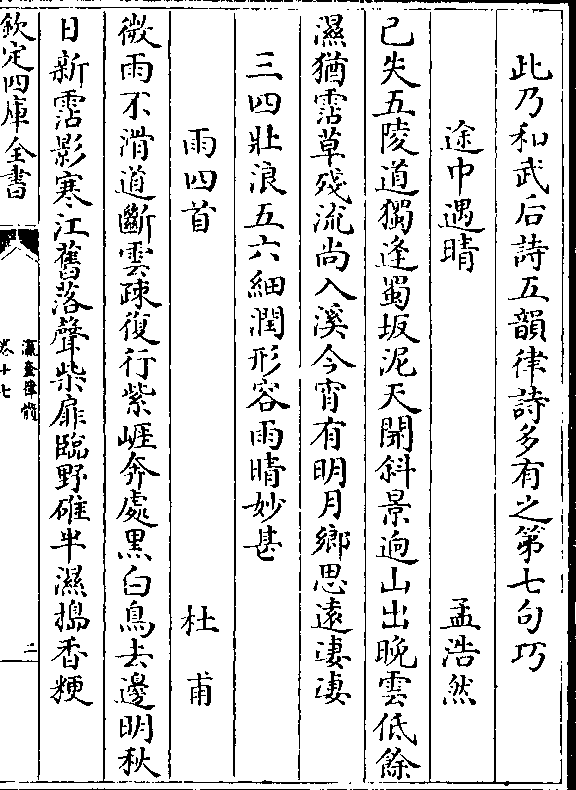 此乃和武后詩五韻律詩多有之第七句巧
途中遇晴　孟浩然
已失五陵道獨逢蜀坂泥天開斜景迥山出晚雲低餘
濕猶霑草殘流尚入溪今宵有明月鄉思遠凄凄
三四壯浪五六細潤形容雨晴妙甚
雨四首　杜甫
微雨不滑道斷雲疎復行紫崕奔處黑白鳥去邊明秋
日新霑影寒江舊落聲柴扉臨野碓半濕搗香粳
欽定四庫全書
瀛奎律髓
卷十七
二